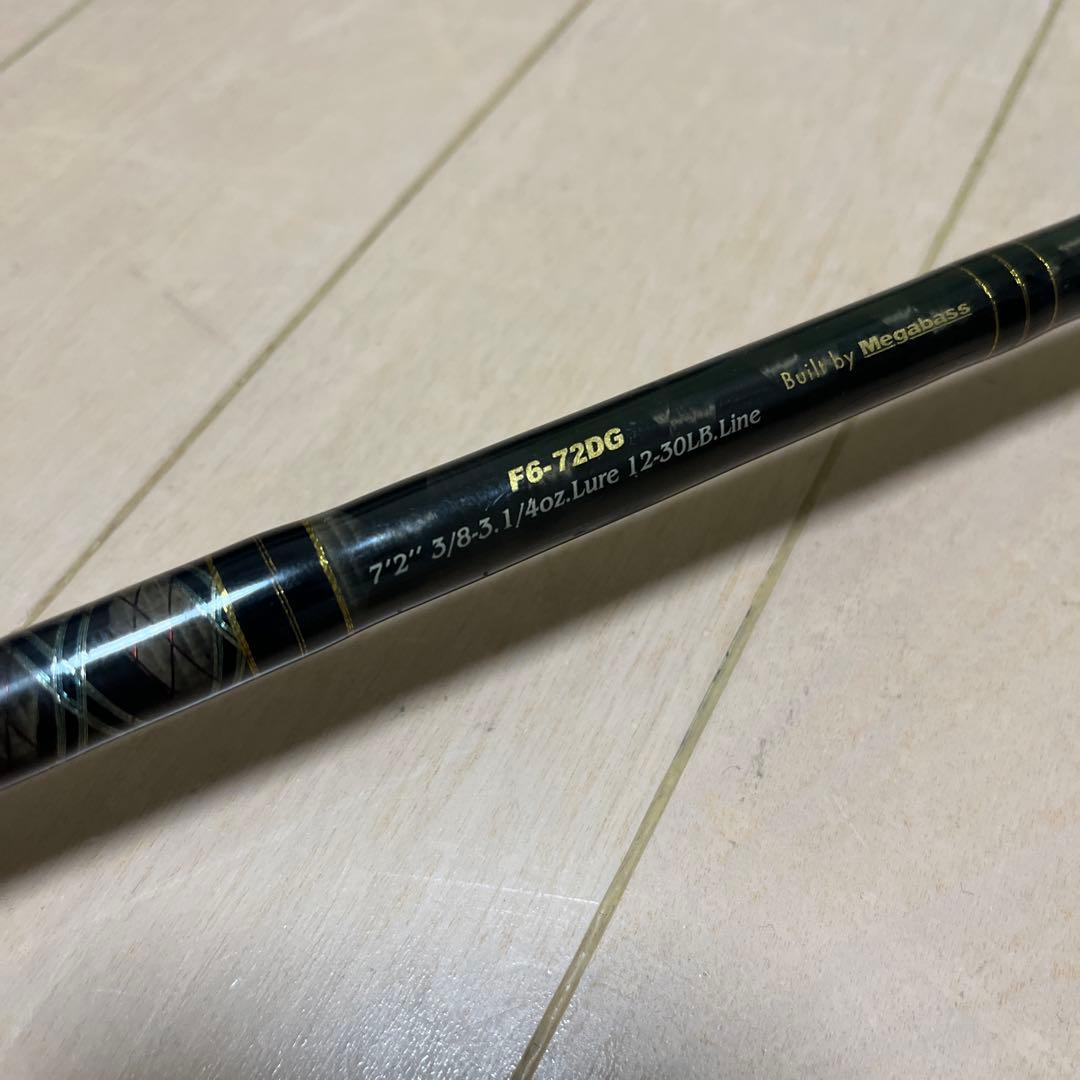 F6-72DG
7'2" 3/8-3.1/4oz.Lure 12-30LB.Line
Built by Megabass